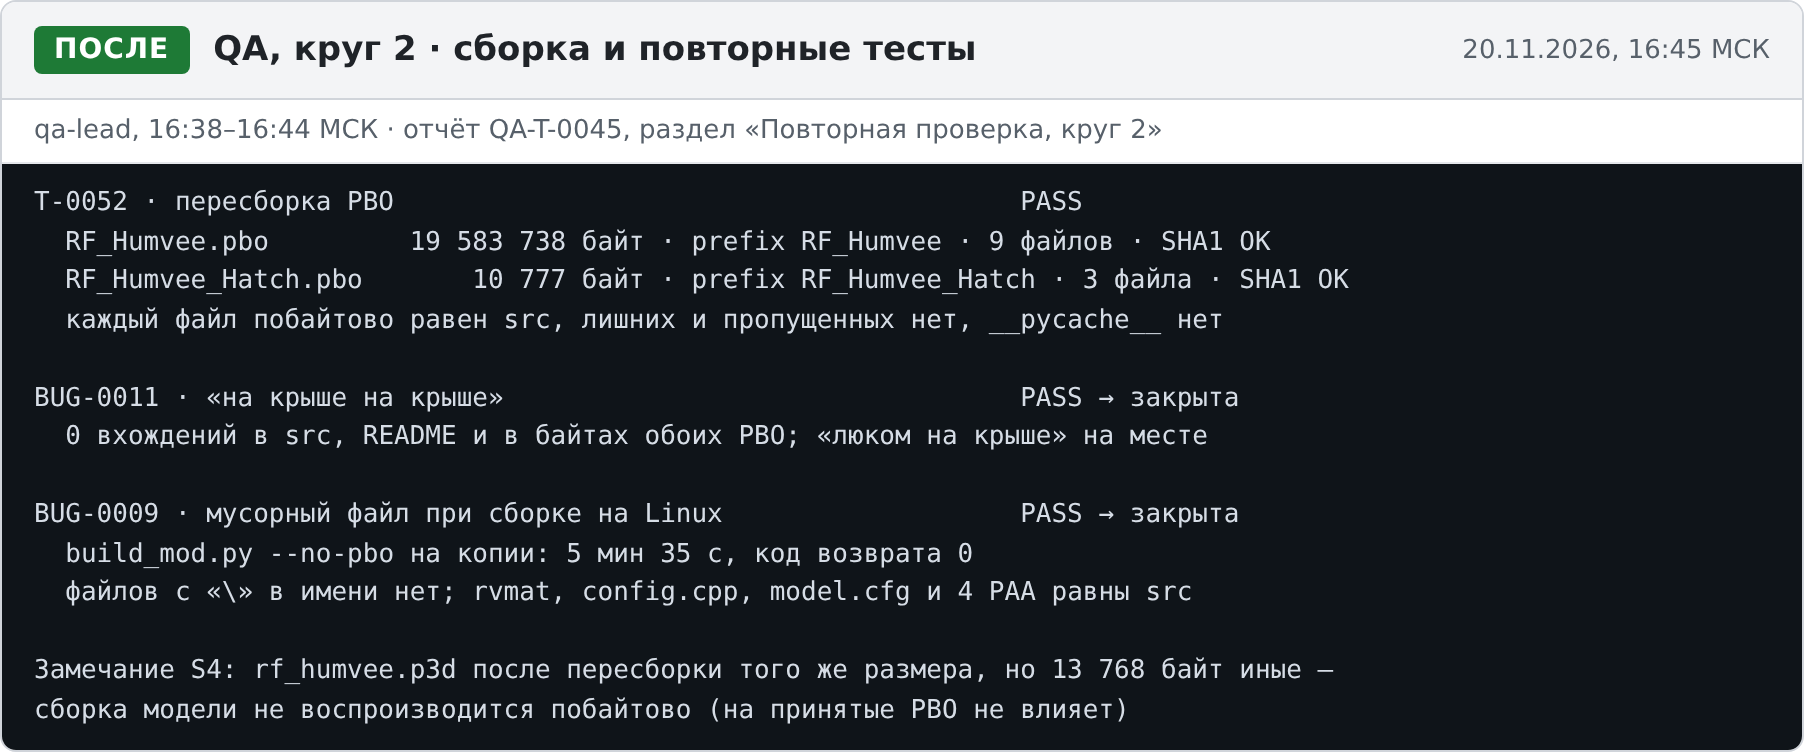 ПОСЛЕ QA, круг 2 · сборка и повторные тесты 20.11.2026, 16:45 МСК
qa-lead, 16:38–16:44 МСК · отчёт QA-T-0045, раздел «Повторная проверка, круг 2»
T-0052 · пересборка PBO PASS
RF_Humvee.pbo 19 583 738 байт · prefix RF_Humvee · 9 файлов · SHA1 OK
RF_Humvee_Hatch.pbo 10 777 байт · prefix RF_Humvee_Hatch · 3 файла · SHA1 OK
каждый файл побайтово равен src, лишних и пропущенных нет, __pycache__ нет
BUG-0011 · «на крыше на крыше» PASS → закрыта
0 вхождений в src, README и в байтах обоих PBO; «люком на крыше» на месте
BUG-0009 · мусорный файл при сборке на Linux PASS → закрыта
build_mod.py --no-pbo на копии: 5 мин 35 с, код возврата 0
файлов с «\» в имени нет; rvmat, config.cpp, model.cfg и 4 PAA равны src
Замечание S4: rf_humvee.p3d после пересборки того же размера, но 13 768 байт иные —
сборка модели не воспроизводится побайтово (на принятые PBO не влияет)